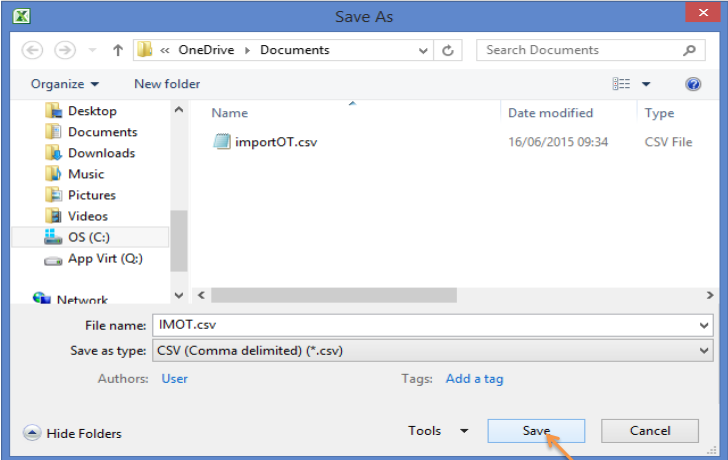 Save As
« OneDrive › Documents
Search Documents
Organize
New folder
Desktop
Documents
Downloads
Music
Pictures
Videos
OS (C:)
App Virt (Q:)
Network
Name Date modified Type
importOT.csv 16/06/2015 09:34 CSV File
File name: IMOT.csv
Save as type: CSV (Comma delimited) (*.csv)
Authors: User Tags: Add a tag
Hide Folders Tools Save Cancel